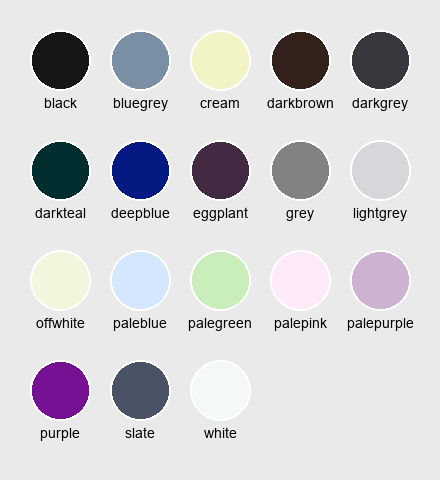 black bluegrey cream darkbrown darkgrey
darkteal deepblue eggplant grey lightgrey
offwhite paleblue palegreen palepink palepurple
purple slate white